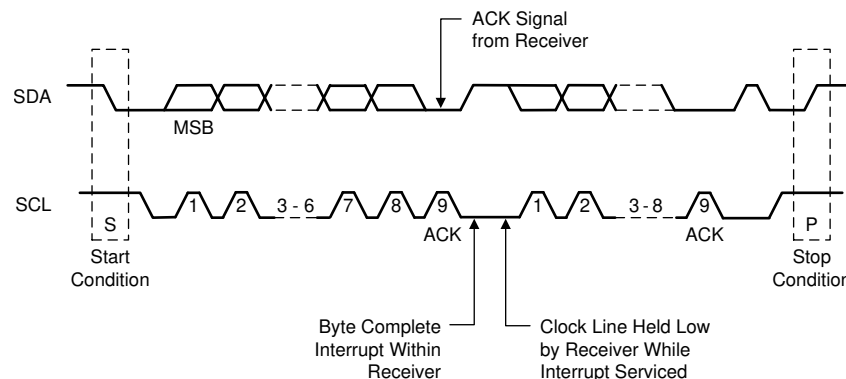 ACK Signal
from Receiver
SDA
MSB
SCL
1 2 3 - 6 7 8 9 1 2 3 - 8 9
S ACK ACK P
Start
Condition
Stop
Condition
Byte Complete
Interrupt Within
Receiver
Clock Line Held Low
by Receiver While
Interrupt Serviced